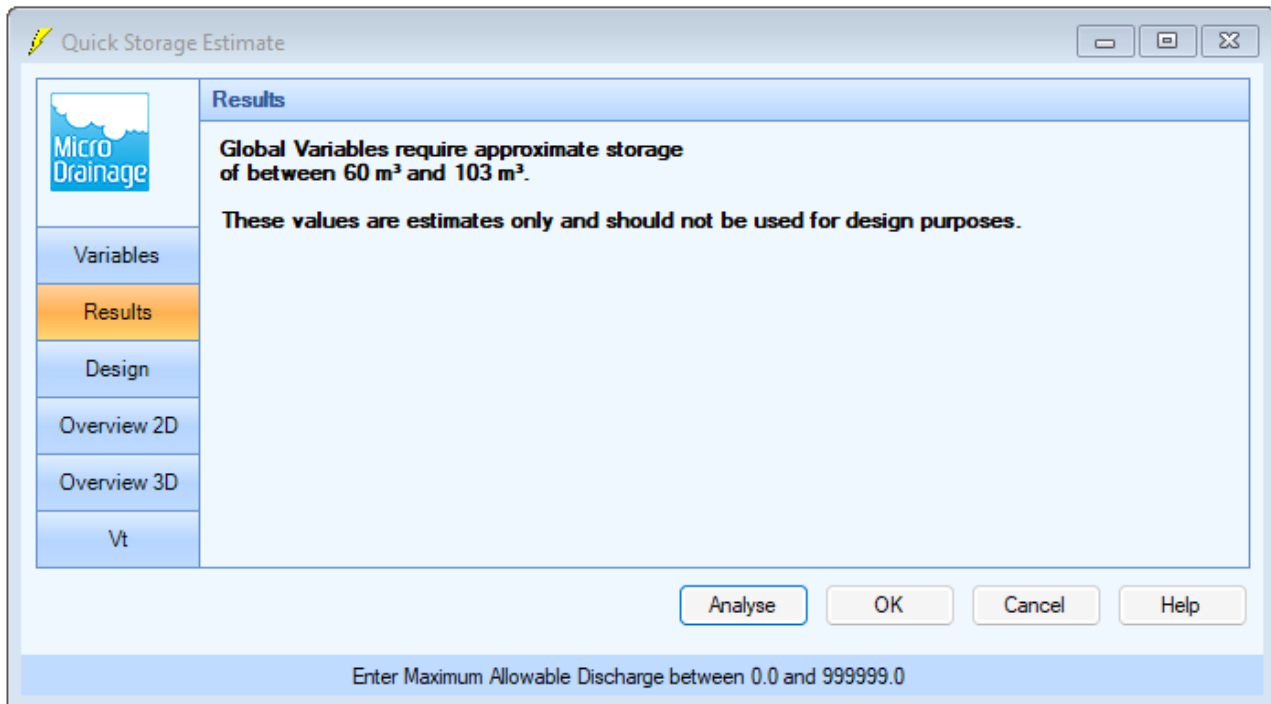 Quick Storage Estimate
Micro
Drainage
Results
Global Variables require approximate storage
of between 60 m³ and 103 m³.
These values are estimates only and should not be used for design purposes.
Variables
Results
Design
Overview 2D
Overview 3D
Vt
Analyse
OK
Cancel
Help
Enter Maximum Allowable Discharge between 0.0 and 999999.0